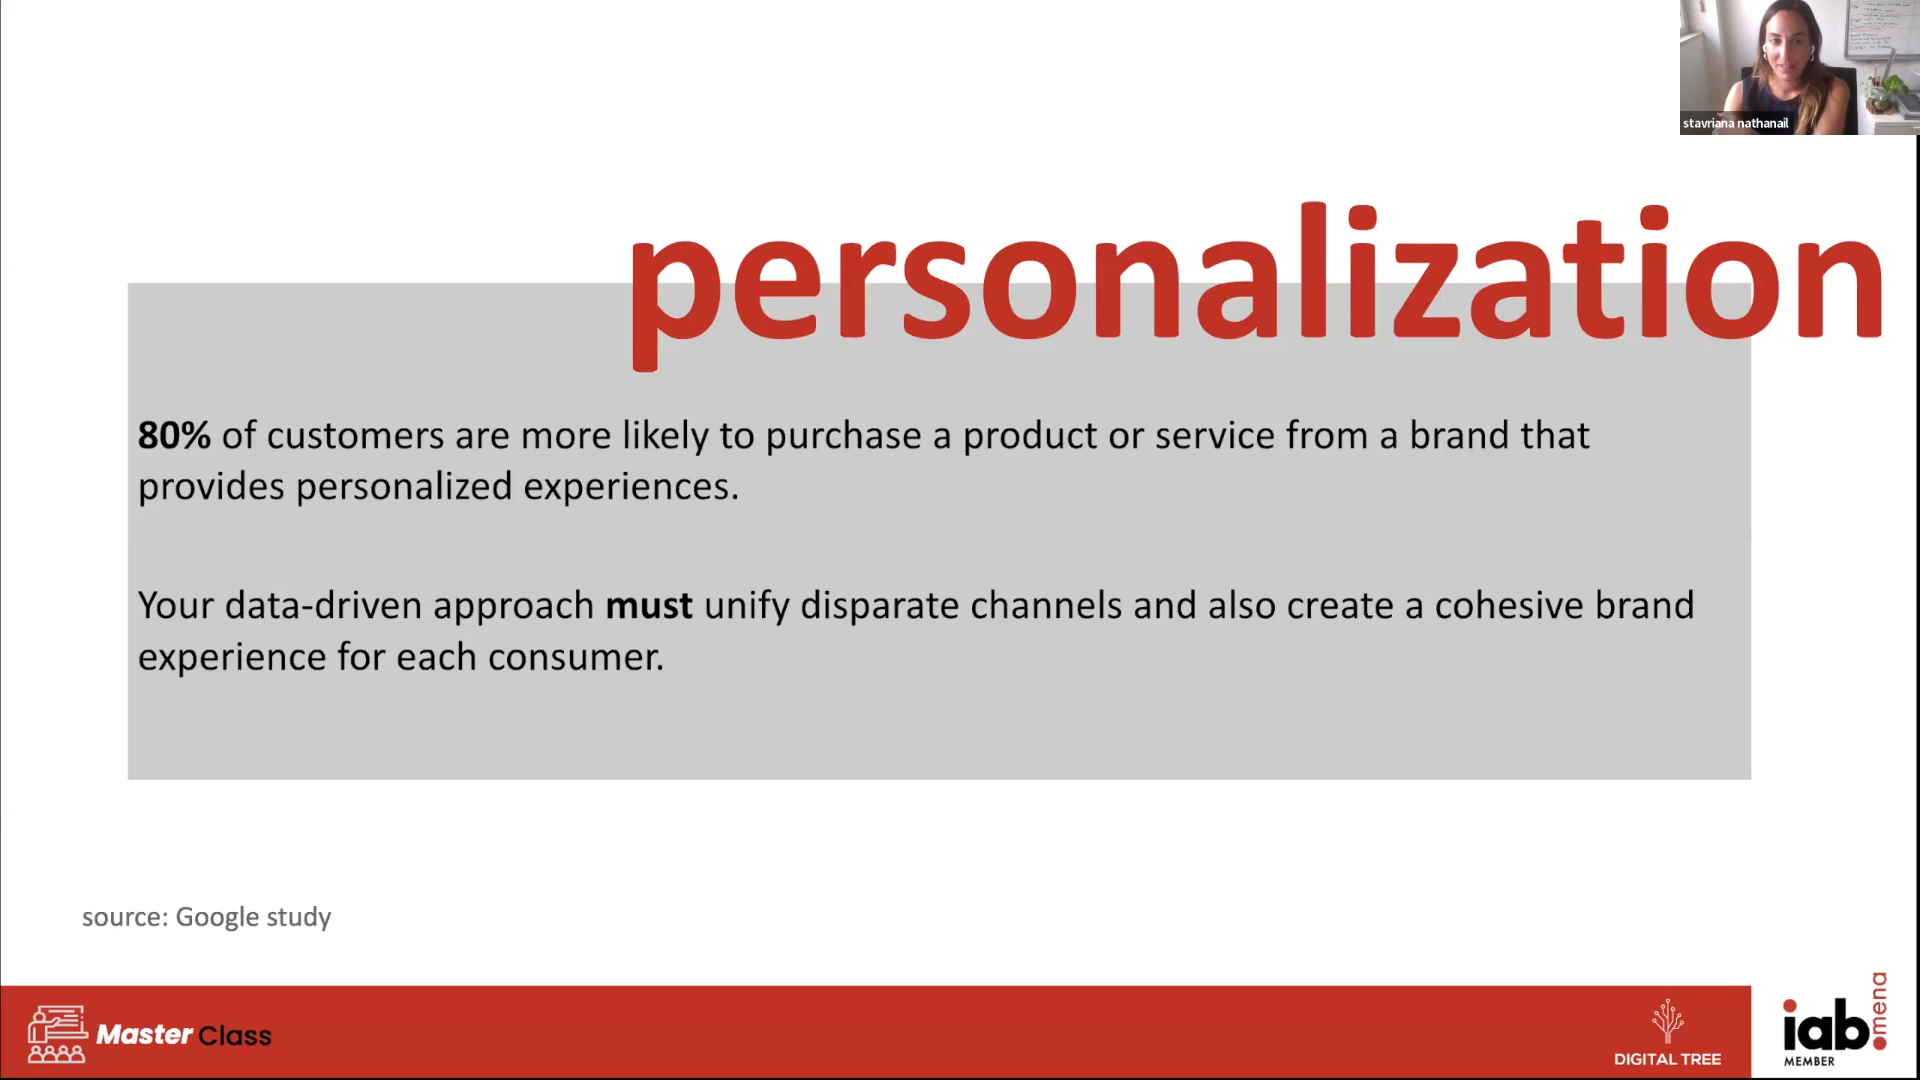 stavriana nathanail
personalization
80% of customers are more likely to purchase a product or service from a brand that
provides personalized experiences.
Your data-driven approach must unify disparate channels and also create a cohesive brand
experience for each consumer.
source: Google study
Master Class
DIGITAL TREE
iab.mena
MEMBER